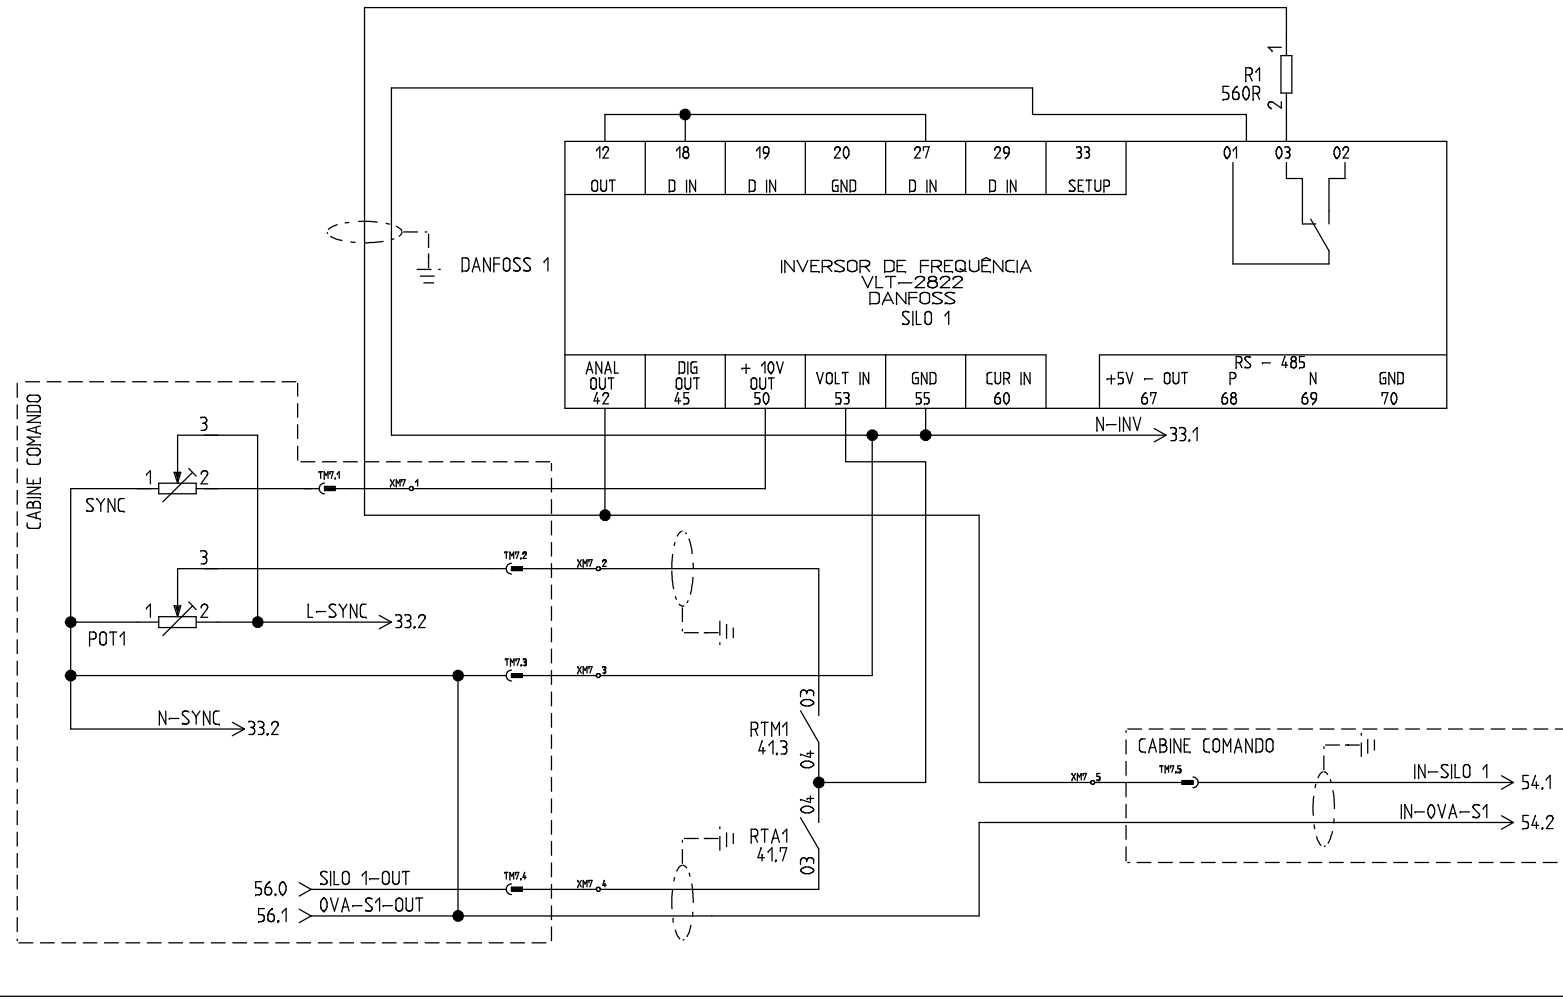 1
R1
560R
2
12 18 19 20 27 29 33 01 03 02
OUT D IN D IN GND D IN D IN SETUP
DANFOSS 1
INVERSOR DE FREQUÊNCIA
VLT-2822
DANFOSS
SILO 1
ANAL OUT 42
DIG OUT 45
+ 10V OUT 50
VOLT IN 53
GND 55
CUR IN 60
RS - 485
+5V - OUT P N GND
67 68 69 70
N-INV 33.1
CABINE COMANDO
3
1 2 TM7.1 XM7 1
SYNC
3 TM7.2 XM7 2
1 2 L-SYNC 33.2
POT1
TM7.3 XM7 3
N-SYNC 33.2
03
RTM1
41.3
04
04
RTA1
41.7
03
CABINE COMANDO
XM7 5 TM7.5 IN-SILO 1 54.1
IN-OVA-S1 54.2
56.0 SILO 1-OUT TM7.4 XM7 4
56.1 OVA-S1-OUT